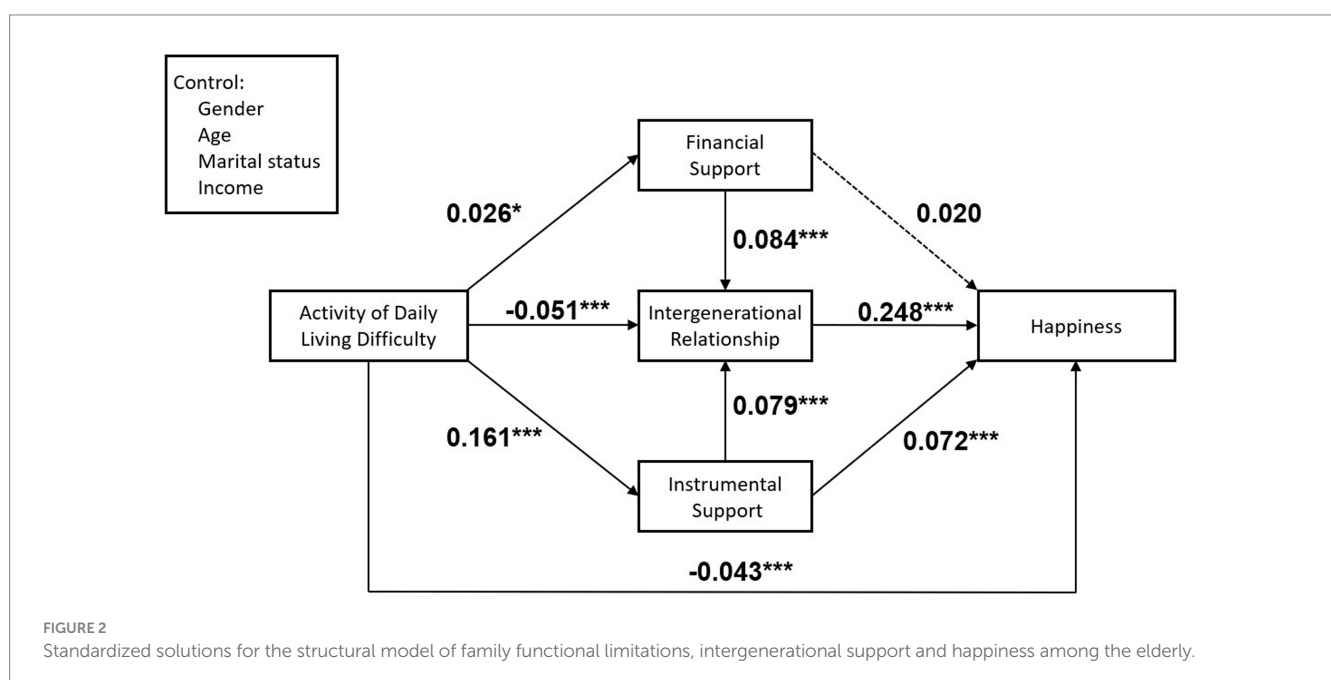 Control:
Gender
Age
Marital status
Income
Financial
Support
0.026*
0.020
0.084***
Activity of Daily
Living Difficulty
-0.051***
Intergenerational
Relationship
0.248***
Happiness
0.079***
0.161***
0.072***
Instrumental
Support
-0.043***
FIGURE 2
Standardized solutions for the structural model of family functional limitations, intergenerational support and happiness among the elderly.